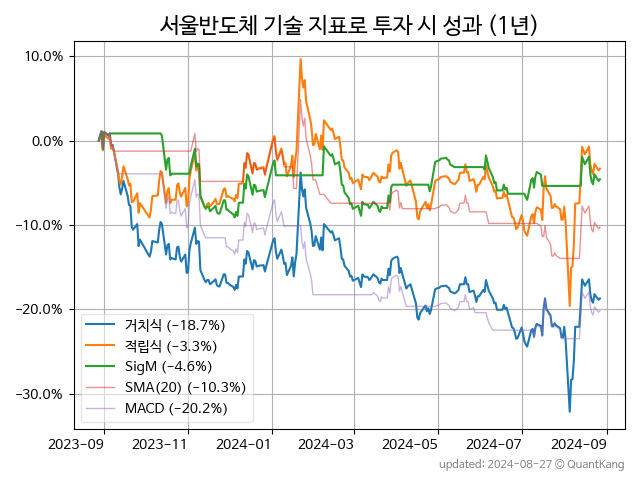 서울반도체 기술 지표로 투자 시 성과 (1년)
10.0%
0.0%
−10.0%
−20.0%
−30.0%
거치식 (−18.7%)
적립식 (−3.3%)
SigM (−4.6%)
SMA(20) (−10.3%)
MACD (−20.2%)
2023−09
2023−11
2024−01
2024−03
2024−05
2024−07
2024−09
updated: 2024−08−27 © QuantKang